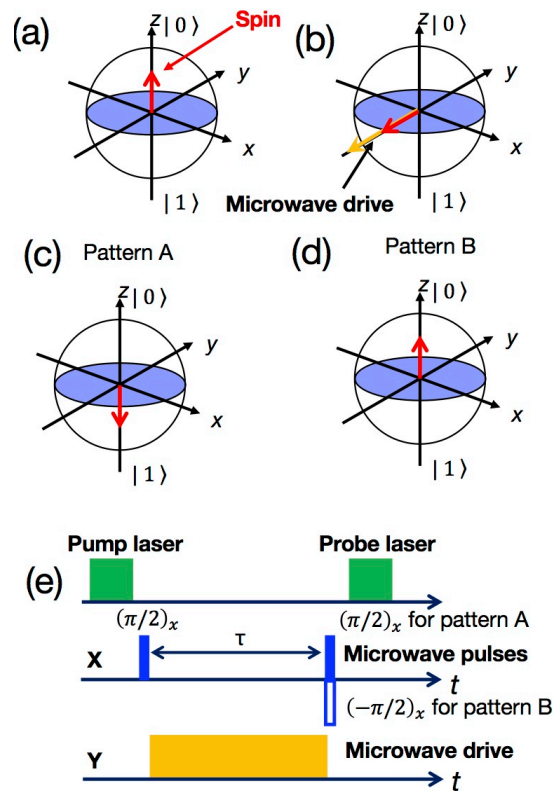 (a)
z
|0⟩
Spin
y
x
|1⟩
(b)
z
|0⟩
y
x
Microwave drive
|1⟩
(c)
Pattern A
z
|0⟩
y
x
|1⟩
(d)
Pattern B
z
|0⟩
y
x
|1⟩
(e)
Pump laser
Probe laser
(π/2)ₓ
(π/2)ₓ for pattern A
X
τ
Microwave pulses
t
(−π/2)ₓ for pattern B
Y
Microwave drive
t